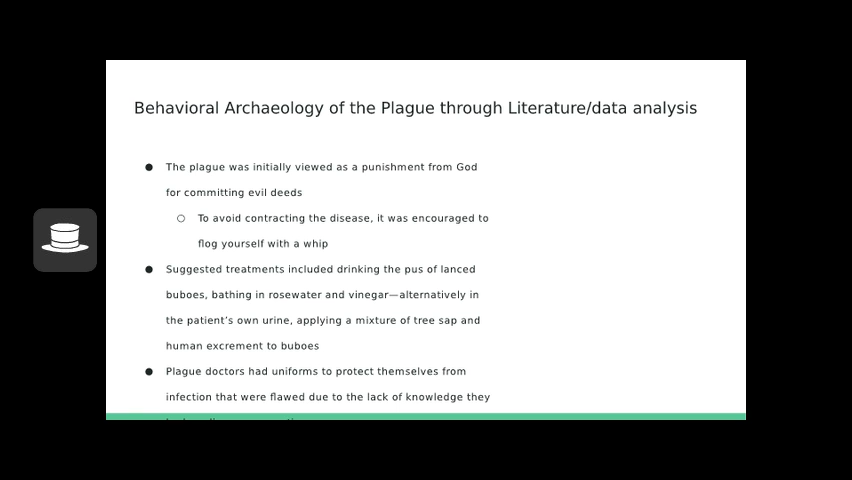 Behavioral Archaeology of the Plague through Literature/data analysis
● The plague was initially viewed as a punishment from God
for committing evil deeds
○ To avoid contracting the disease, it was encouraged to
flog yourself with a whip
● Suggested treatments included drinking the pus of lanced
buboes, bathing in rosewater and vinegar—alternatively in
the patient’s own urine, applying a mixture of tree sap and
human excrement to buboes
● Plague doctors had uniforms to protect themselves from
infection that were flawed due to the lack of knowledge they